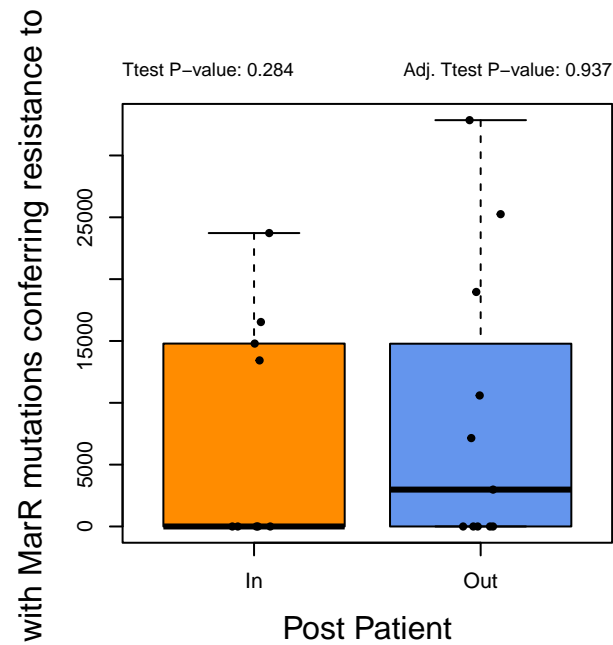 Ttest P−value: 0.284
Adj. Ttest P−value: 0.937
with MarR mutations conferring resistance to
25000
15000
5000
0
In
Out
Post Patient